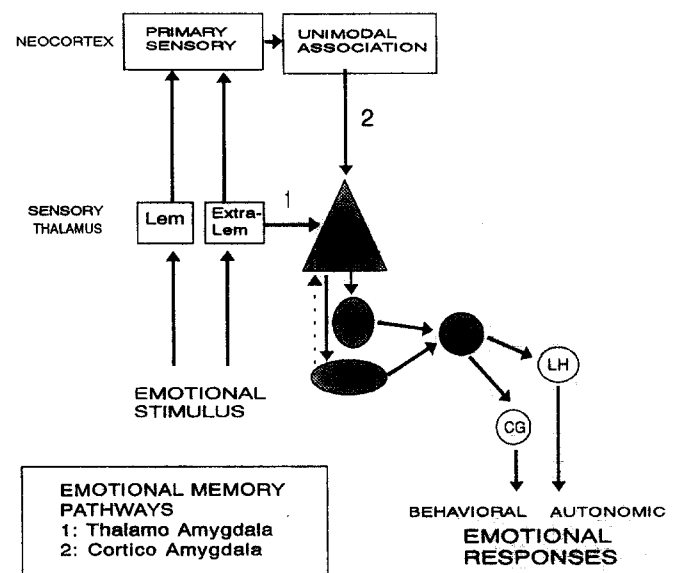 NEOCORTEX
PRIMARY
SENSORY
UNIMODAL
ASSOCIATION
2
SENSORY
THALAMUS
Lem
Extra-
Lem
1
EMOTIONAL
STIMULUS
LH
CG
BEHAVIORAL
AUTONOMIC
EMOTIONAL
RESPONSES
EMOTIONAL MEMORY
PATHWAYS
1: Thalamo Amygdala
2: Cortico Amygdala